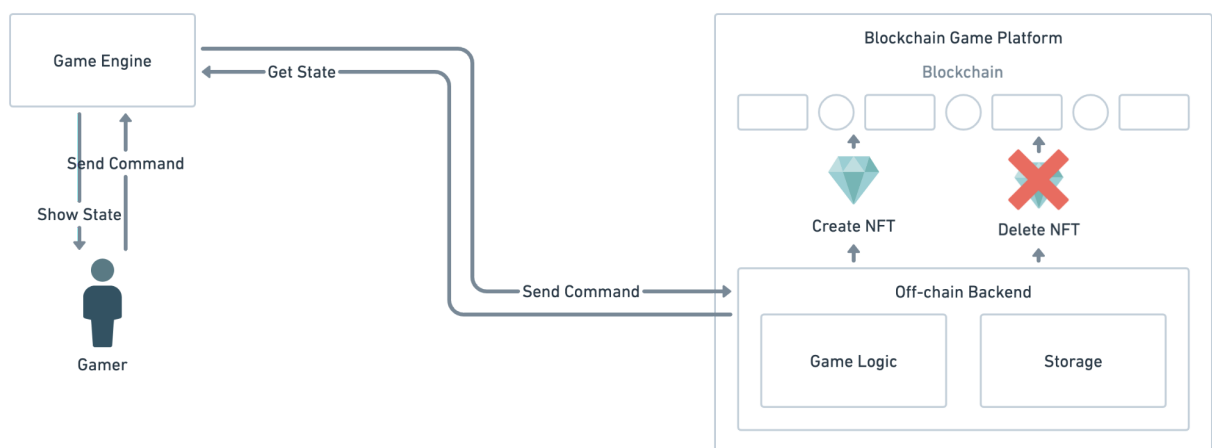 Game Engine
Get State
Send Command
Show State
Gamer
Send Command
Blockchain Game Platform
Blockchain
Create NFT
Delete NFT
Off-chain Backend
Game Logic
Storage